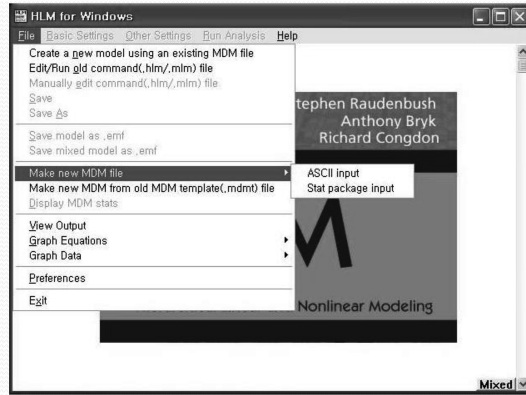 HLM for Windows
File Basic Settings Other Settings Run Analysis Help
Create a new model using an existing MDM file
Edit/Run old command(,hlm/,mlm) file
Manually edit command(,hlm/,mlm) file
Save
Save As
Save model as ,emf
Save mixed model as ,emf
Make new MDM file
ASCII input
Stat package input
Make new MDM from old MDM template(,mdmt) file
Display MDM stats
View Output
Graph Equations
Graph Data
Preferences
Exit
tephen Raudenbush
Anthony Bryk
Richard Congdon
M
Nonlinear Modeling
Mixed